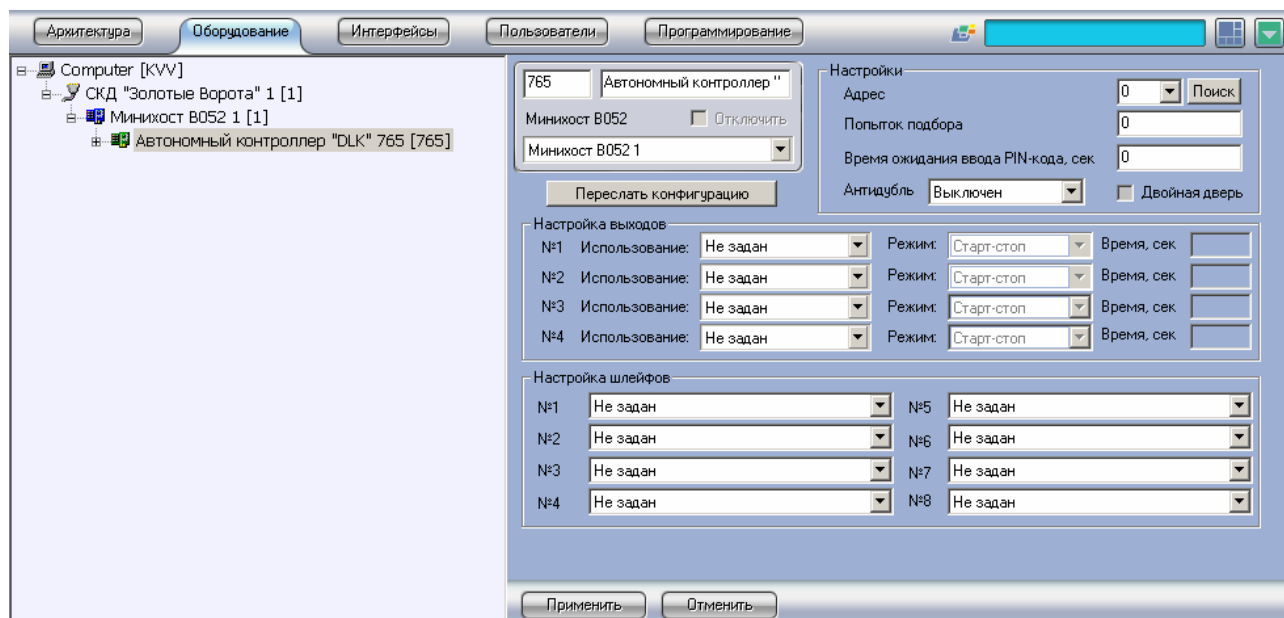 Архитектура Оборудование Интерфейсы Пользователи Программирование
Computer [KVV]
СКД "Золотые Ворота" 1 [1]
Минихост B052 1 [1]
Автономный контроллер "DLK" 765 [765]
765 Автономный контроллер "
Минихост B052 Отключить
Минихост B052 1
Переслать конфигурацию
Настройки
Адрес 0 Поиск
Попыток подбора 0
Время ожидания ввода PIN-кода, сек 0
Антидубль Выключен Двойная дверь
Настройка выходов
№1 Использование: Не задан Режим: Старт-стоп Время, сек
№2 Использование: Не задан Режим: Старт-стоп Время, сек
№3 Использование: Не задан Режим: Старт-стоп Время, сек
№4 Использование: Не задан Режим: Старт-стоп Время, сек
Настройка шлейфов
№1 Не задан №5 Не задан
№2 Не задан №6 Не задан
№3 Не задан №7 Не задан
№4 Не задан №8 Не задан
Применить Отменить